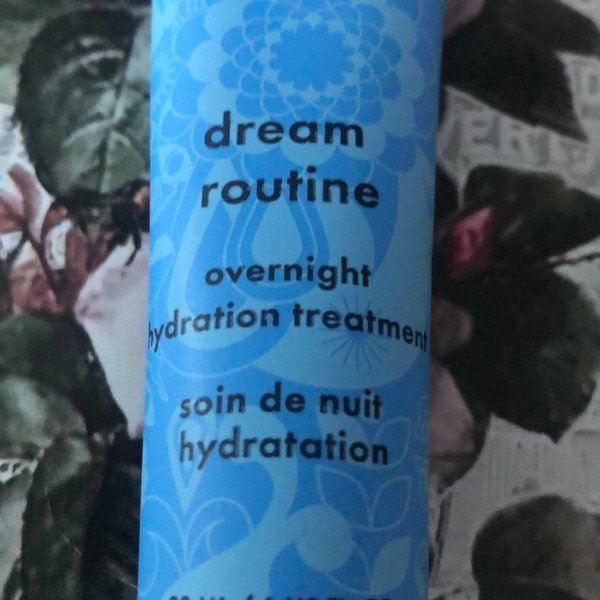 dream
routine
overnight
hydration treatment
soin de nuit
hydratation